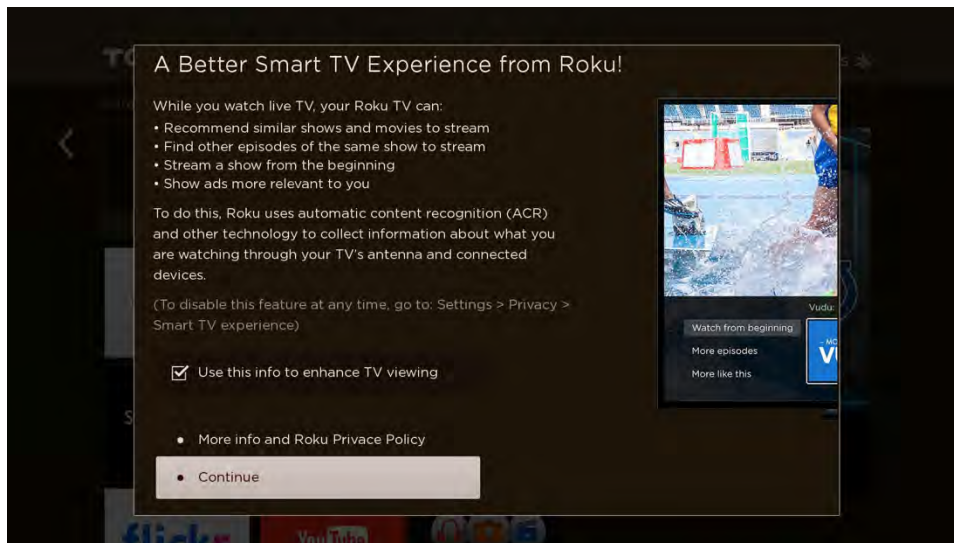 A Better Smart TV Experience from Roku!
While you watch live TV, your Roku TV can:
• Recommend similar shows and movies to stream
• Find other episodes of the same show to stream
• Stream a show from the beginning
• Show ads more relevant to you
To do this, Roku uses automatic content recognition (ACR)
and other technology to collect information about what you
are watching through your TV's antenna and connected
devices.
(To disable this feature at any time, go to: Settings > Privacy >
Smart TV experience)
Use this info to enhance TV viewing
• More info and Roku Privace Policy
• Continue
Vudu:
Watch from beginning
More episodes
More like this
flickr
YouTube